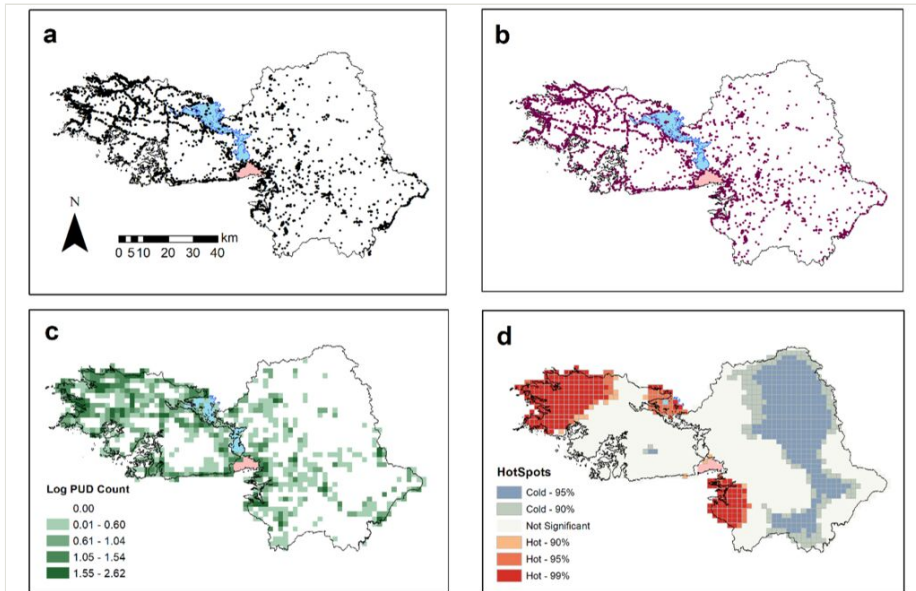 a
b
N
km
0 5 10 20 30 40
c
Log PUD Count
0.00
0.01 - 0.60
0.61 - 1.04
1.05 - 1.54
1.55 - 2.62
d
HotSpots
Cold - 95%
Cold - 90%
Not Significant
Hot - 90%
Hot - 95%
Hot - 99%